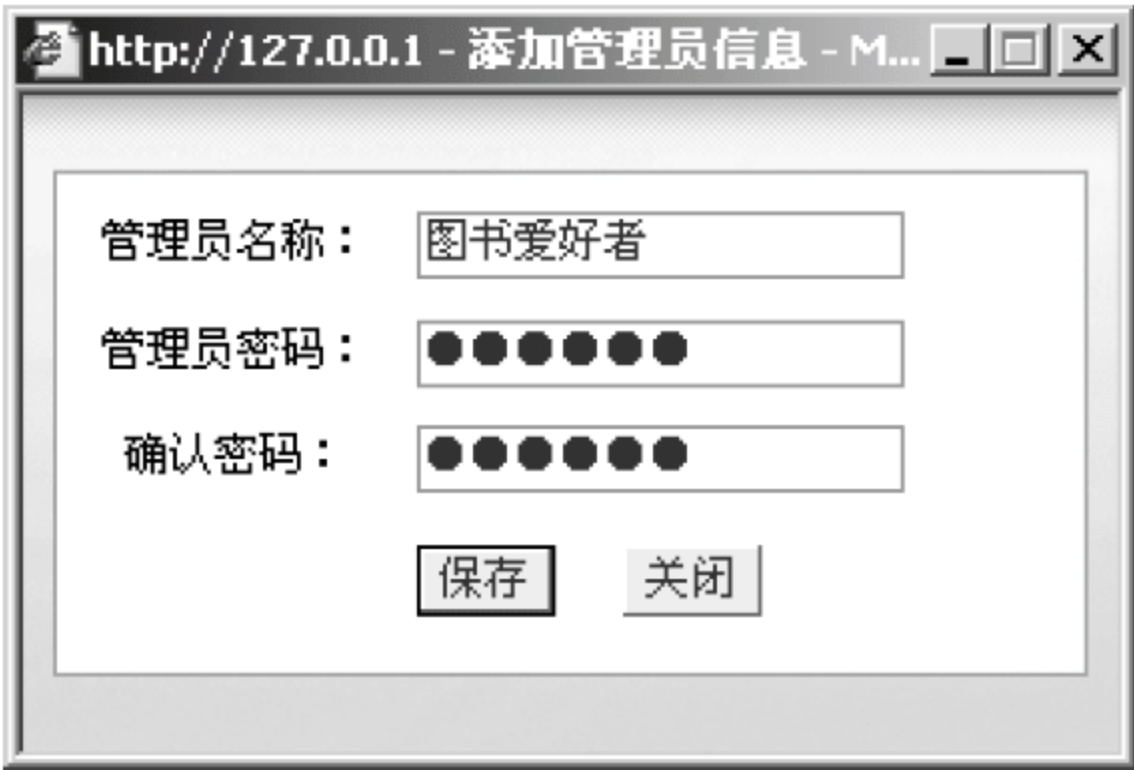 http://127.0.0.1 - 添加管理员信息 - M...
管理员名称： 图书爱好者
管理员密码： ●●●●●●
确认密码： ●●●●●●
保存 关闭